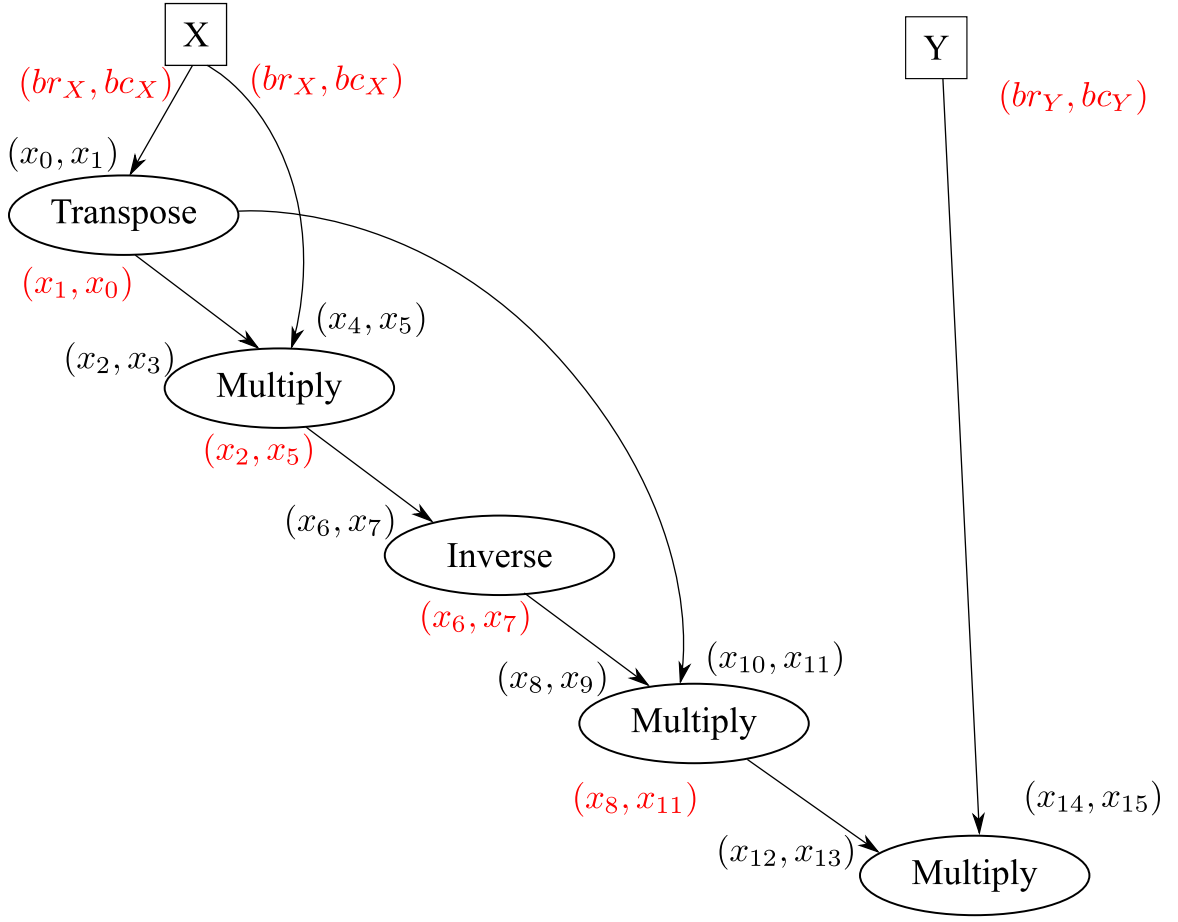 X
Y
(br_X, bc_X)
(br_X, bc_X)
(br_Y, bc_Y)
(x_0, x_1)
Transpose
(x_1, x_0)
(x_4, x_5)
(x_2, x_3)
Multiply
(x_2, x_5)
(x_6, x_7)
Inverse
(x_6, x_7)
(x_10, x_11)
(x_8, x_9)
Multiply
(x_8, x_11)
(x_14, x_15)
(x_12, x_13)
Multiply